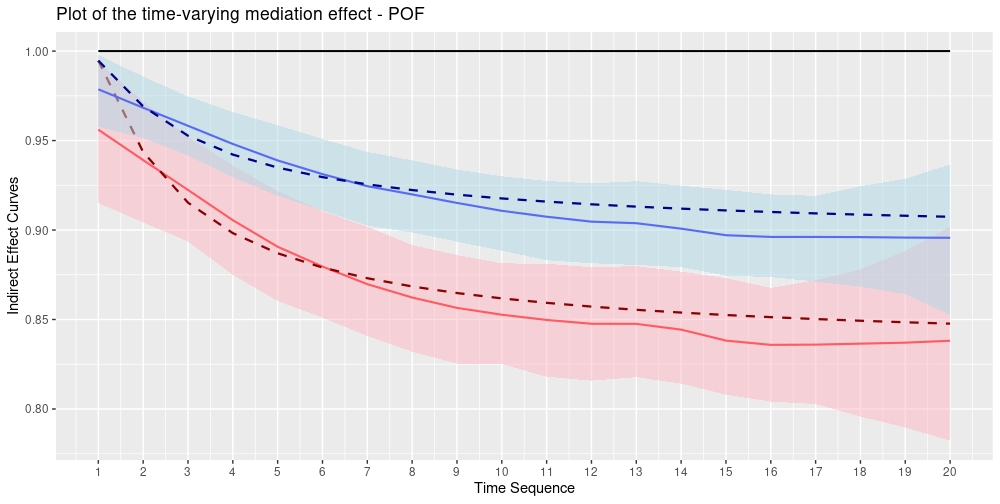 Plot of the time-varying mediation effect - POF
Indirect Effect Curves
1.00
0.95
0.90
0.85
0.80
1 2 3 4 5 6 7 8 9 10 11 12 13 14 15 16 17 18 19 20
Time Sequence